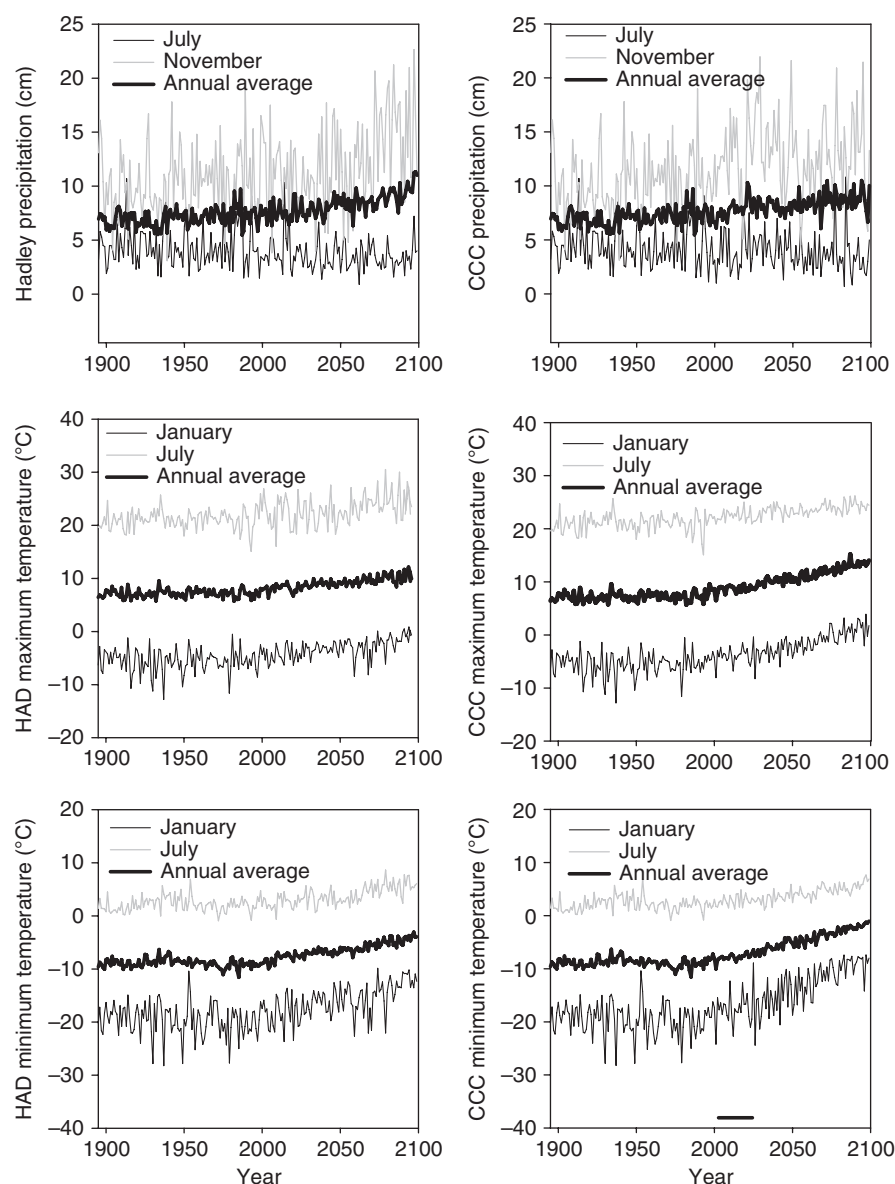 Hadley precipitation (cm)
25
20
15
10
5
0
July
November
Annual average
1900 1950 2000 2050 2100
CCC precipitation (cm)
25
20
15
10
5
0
July
November
Annual average
1900 1950 2000 2050 2100
HAD maximum temperature (°C)
40
30
20
10
0
–10
–20
January
July
Annual average
1900 1950 2000 2050 2100
CCC maximum temperature (°C)
40
30
20
10
0
–10
–20
January
July
Annual average
1900 1950 2000 2050 2100
HAD minimum temperature (°C)
20
10
0
–10
–20
–30
–40
January
July
Annual average
1900 1950 2000 2050 2100
Year
CCC minimum temperature (°C)
20
10
0
–10
–20
–30
–40
January
July
Annual average
1900 1950 2000 2050 2100
Year